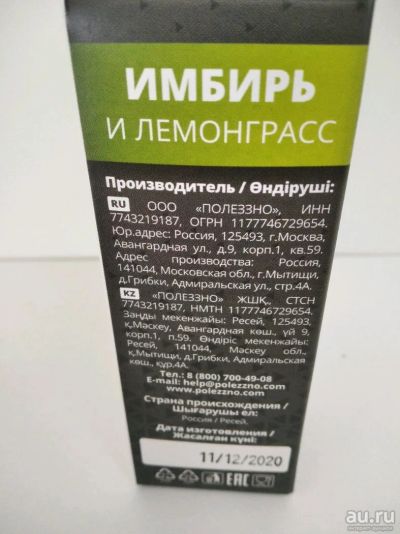 ИМБИРЬ
И ЛЕМОНГРАСС
Производитель / Өндіруші:
RU ООО «ПОЛЕЗЗНО», ИНН
7743219187, ОГРН 1177746729654.
Юр.адрес: Россия, 125493, г.Москва,
Авангардная ул., д.9, корп.1, кв.59.
Адрес производства: Россия,
141044, Московская обл., г.Мытищи,
д.Грибки, Адмиральская ул., стр.4А.
KZ «ПОЛЕЗЗНО» ЖШҚ, СТСН
7743219187, НМТН 1177746729654.
Заңды мекенжайы: Ресей, 125493,
қ.Мәскеу, Авангардная көш., үй 9,
корп.1, п.59. Өндіріс мекенжайы:
Ресей, 141044, Мәскеу обл.,
қ.Мытищи, д.Грибки, Адмиральская
көш., құр.4А.
Тел.: 8 (800) 700-49-08
E-mail: help@polezzno.com
www.polezzno.com
Страна происхождения /
Шығарушы ел:
Россия / Ресей.
Дата изготовления /
Жасалған күні:
11/12/2020
EAC
au.ru